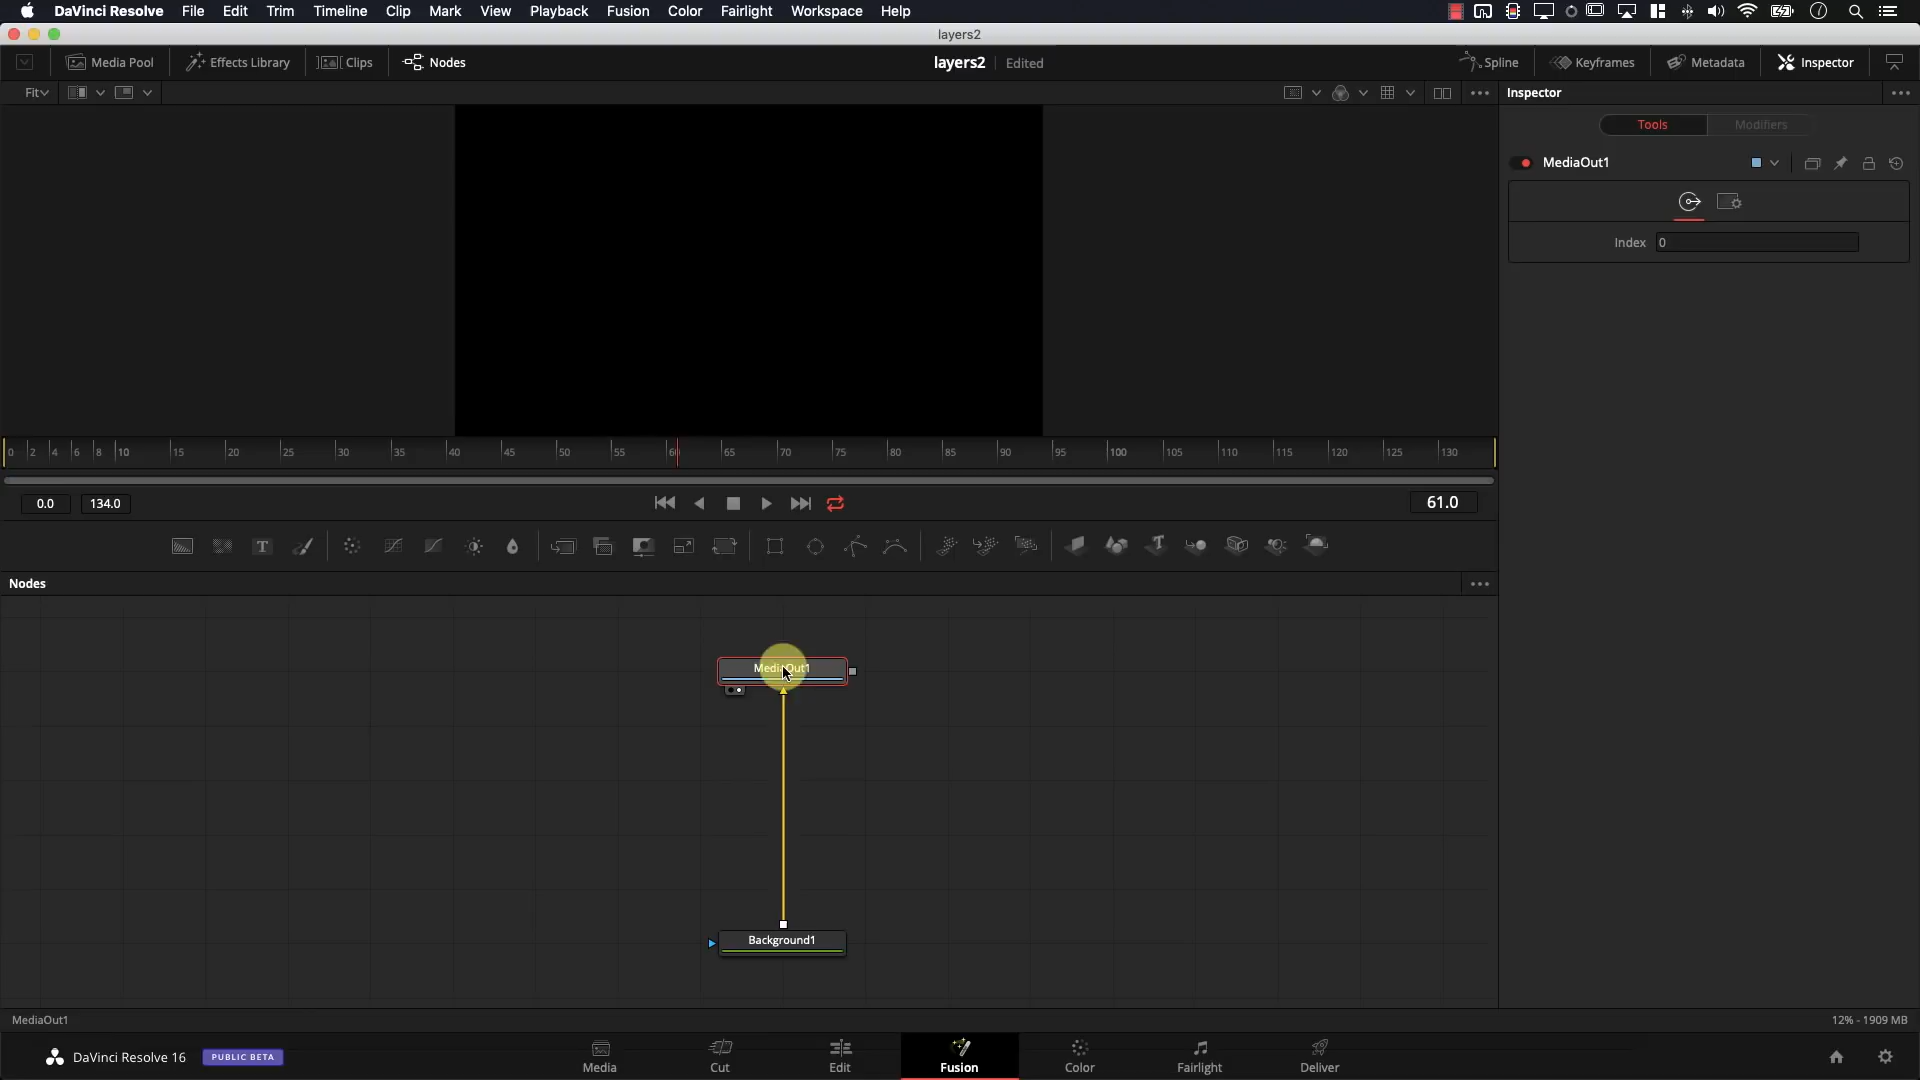 DaVinci Resolve File Edit Trim Timeline Clip Mark View Playback Fusion Color Fairlight Workspace Help
layers2
Media Pool Effects Library Clips Nodes layers2 Edited Spline Keyframes Metadata Inspector
Fit Inspector
Tools Modifiers
MediaOut1
Index 0
0 2 4 6 8 10 15 20 25 30 35 40 45 50 55 60 65 70 75 80 85 90 95 100 105 110 115 120 125 130
0.0 134.0 61.0
T
Nodes
MediaOut1
Background1
MediaOut1 12% - 1909 MB
DaVinci Resolve 16 PUBLIC BETA Media Cut Edit Fusion Color Fairlight Deliver